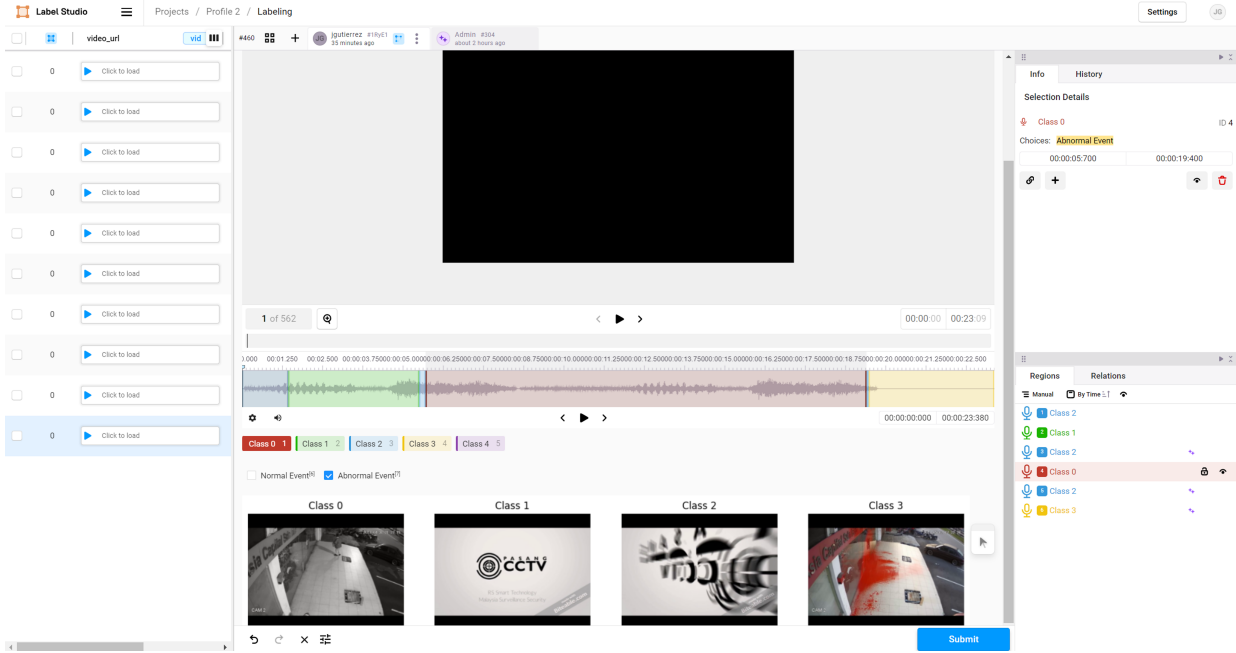 Label Studio
Projects / Profile 2 / Labeling
Settings
JG
video_url
vid
#460
JG
jgutierrez #1RyE1
35 minutes ago
Admin #304
about 2 hours ago
0 Click to load
0 Click to load
0 Click to load
0 Click to load
0 Click to load
0 Click to load
0 Click to load
0 Click to load
0 Click to load
0 Click to load
Info
History
Selection Details
Class 0
ID 4
Choices: Abnormal Event
00:00:05:700
00:00:19:400
1 of 562
00:00:00
00:23:09
00:00:00:000
00:00:23:380
Class 0 1
Class 1 2
Class 2 3
Class 3 4
Class 4 5
Normal Event[6]
Abnormal Event[7]
Class 0
Class 1
Class 2
Class 3
CAM 2
PASANG
CCTV
Submit
Regions
Relations
Manual
By Time
1 Class 2
2 Class 1
3 Class 2
4 Class 0
5 Class 2
6 Class 3